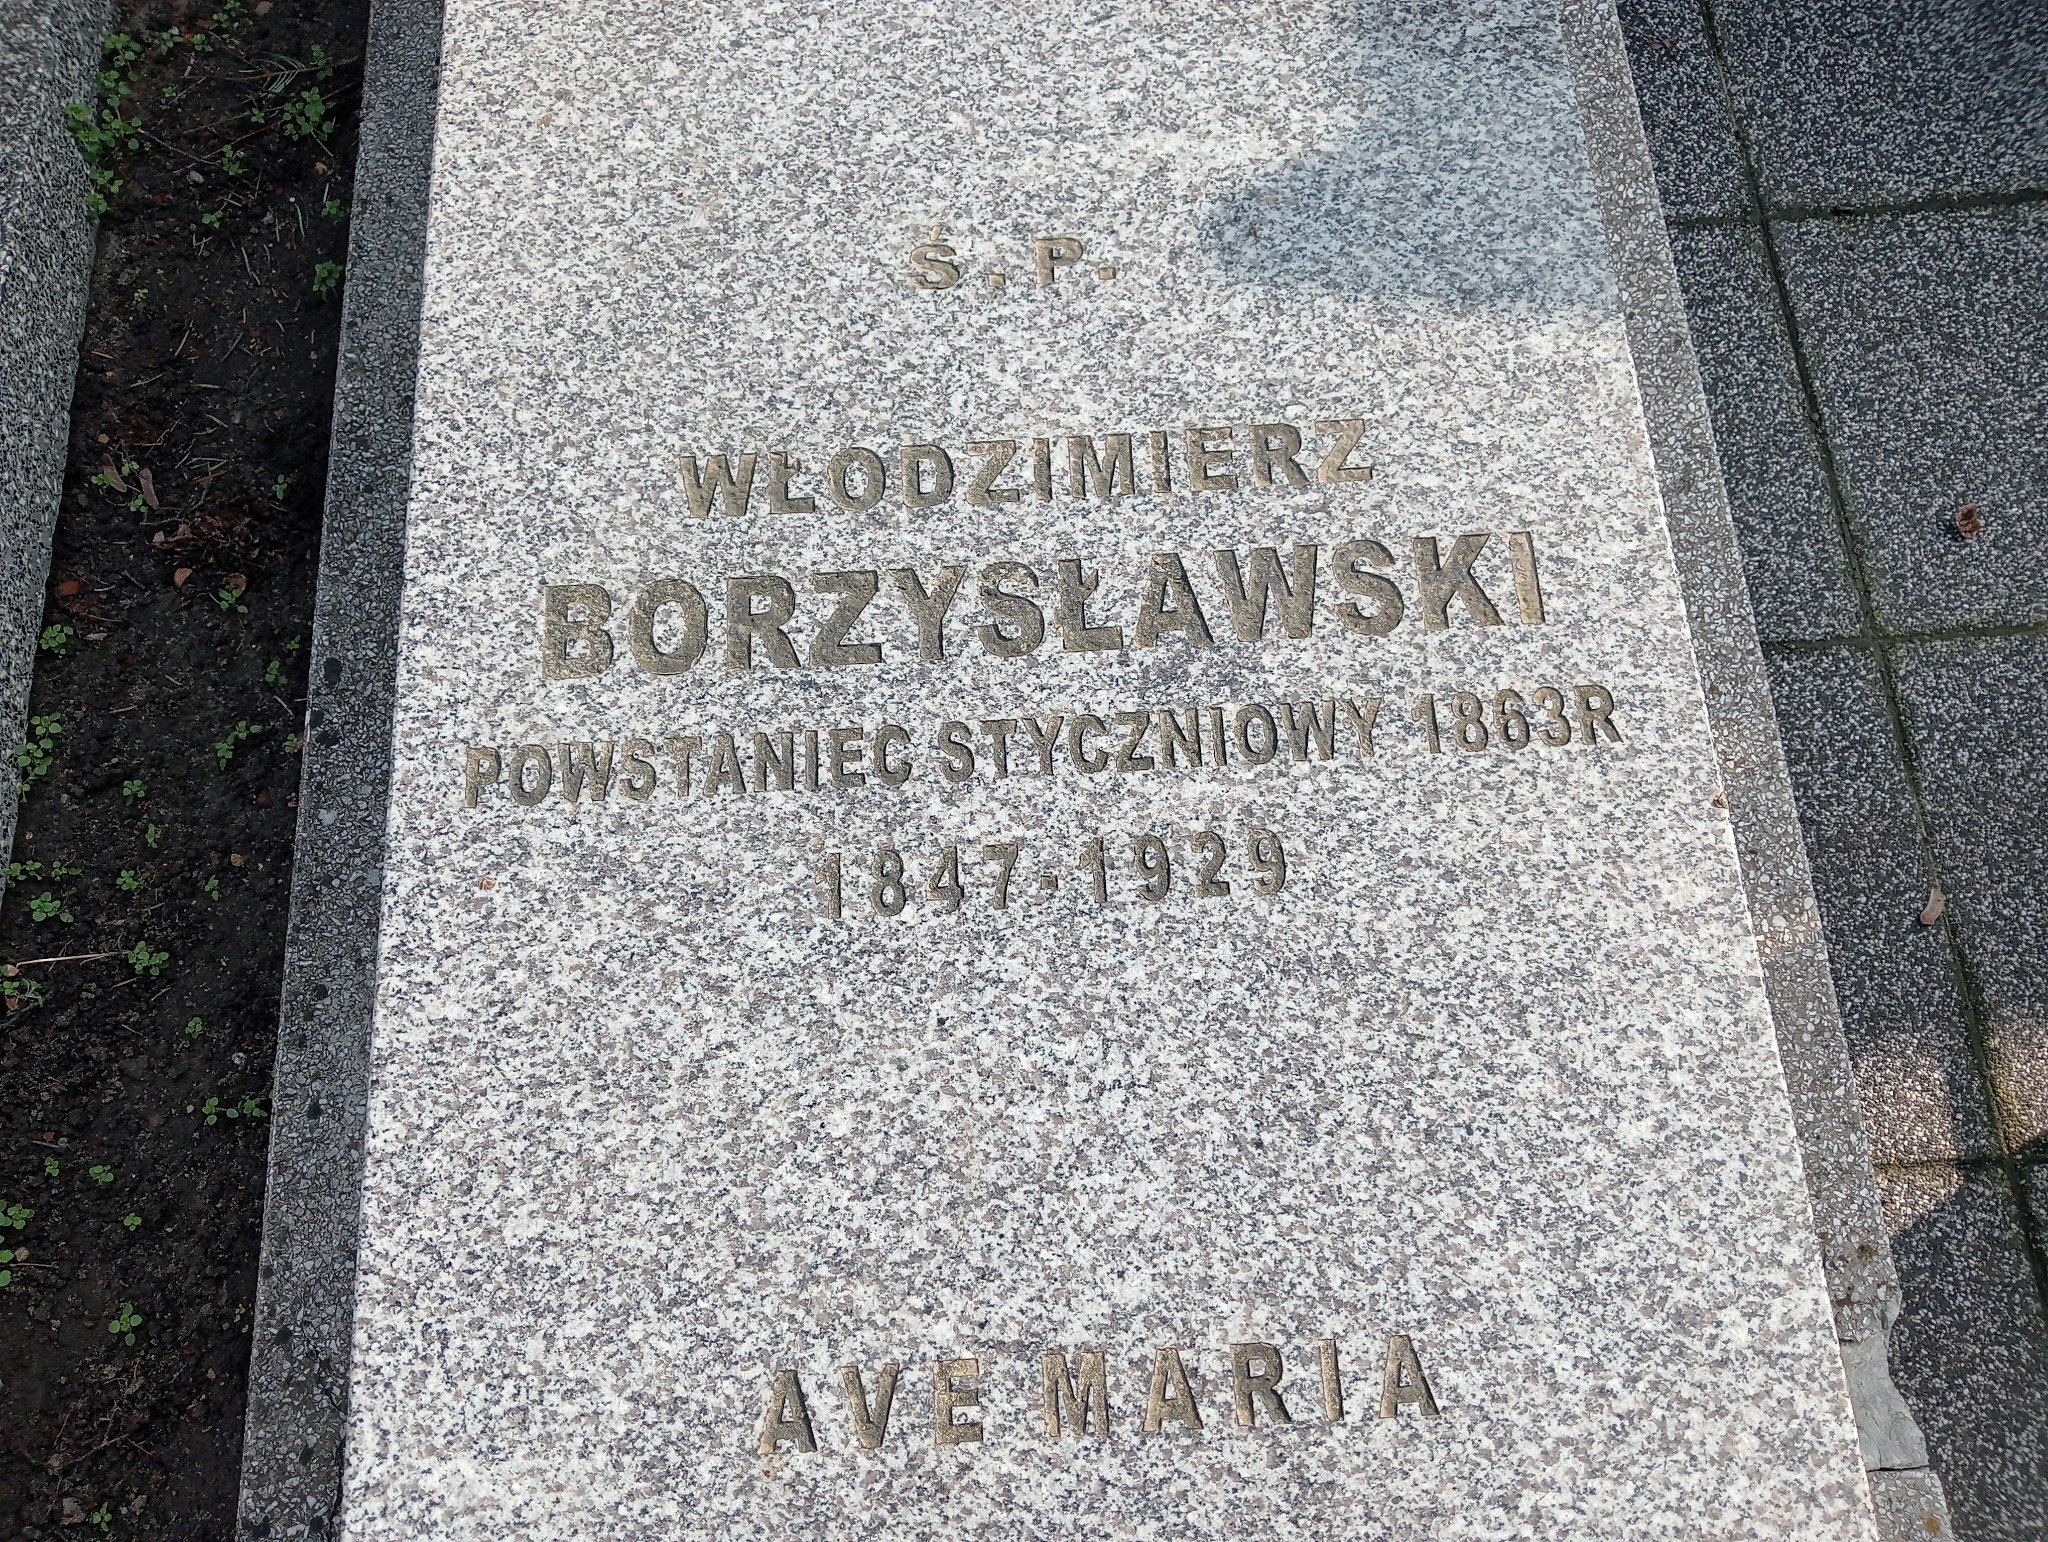 Ś.P.
WŁODZIMIERZ
BORZYSŁAWSKI
POWSTANIEC STYCZNIOWY 1863R
1847-1929
AVE MARIA